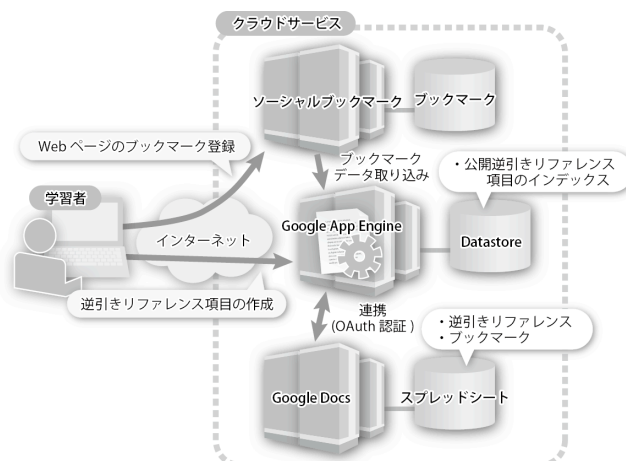 クラウドサービス
ソーシャルブックマーク
ブックマーク
Web ページのブックマーク登録
ブックマーク
データ取り込み
・公開逆引きリファレンス
項目のインデックス
学習者
インターネット
Google App Engine
Datastore
逆引きリファレンス項目の作成
連携
(OAuth 認証 )
・逆引きリファレンス
・ブックマーク
Google Docs
スプレッドシート